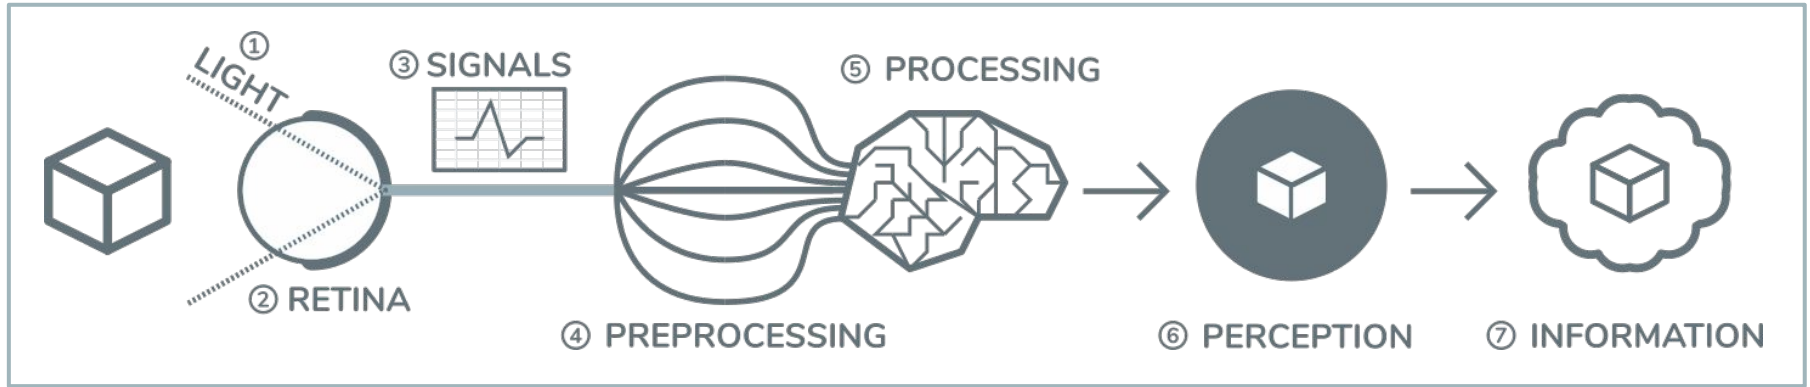 ① LIGHT
② RETINA
③ SIGNALS
④ PREPROCESSING
⑤ PROCESSING
⑥ PERCEPTION
⑦ INFORMATION